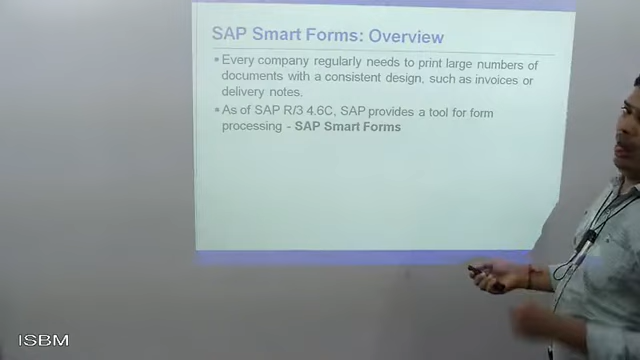 SAP Smart Forms: Overview
Every company regularly needs to print large numbers of
documents with a consistent design, such as invoices or
delivery notes.
As of SAP R/3 4.6C, SAP provides a tool for form
processing - SAP Smart Forms
ISBM